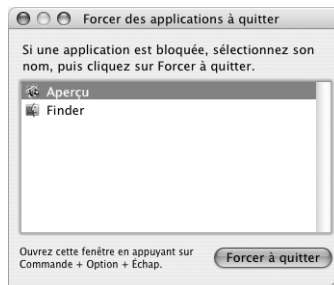 Forcer des applications à quitter
Si une application est bloquée, sélectionnez son
nom, puis cliquez sur Forcer à quitter.
Aperçu
Finder
Ouvrez cette fenêtre en appuyant sur
Commande + Option + Échap.
Forcer à quitter